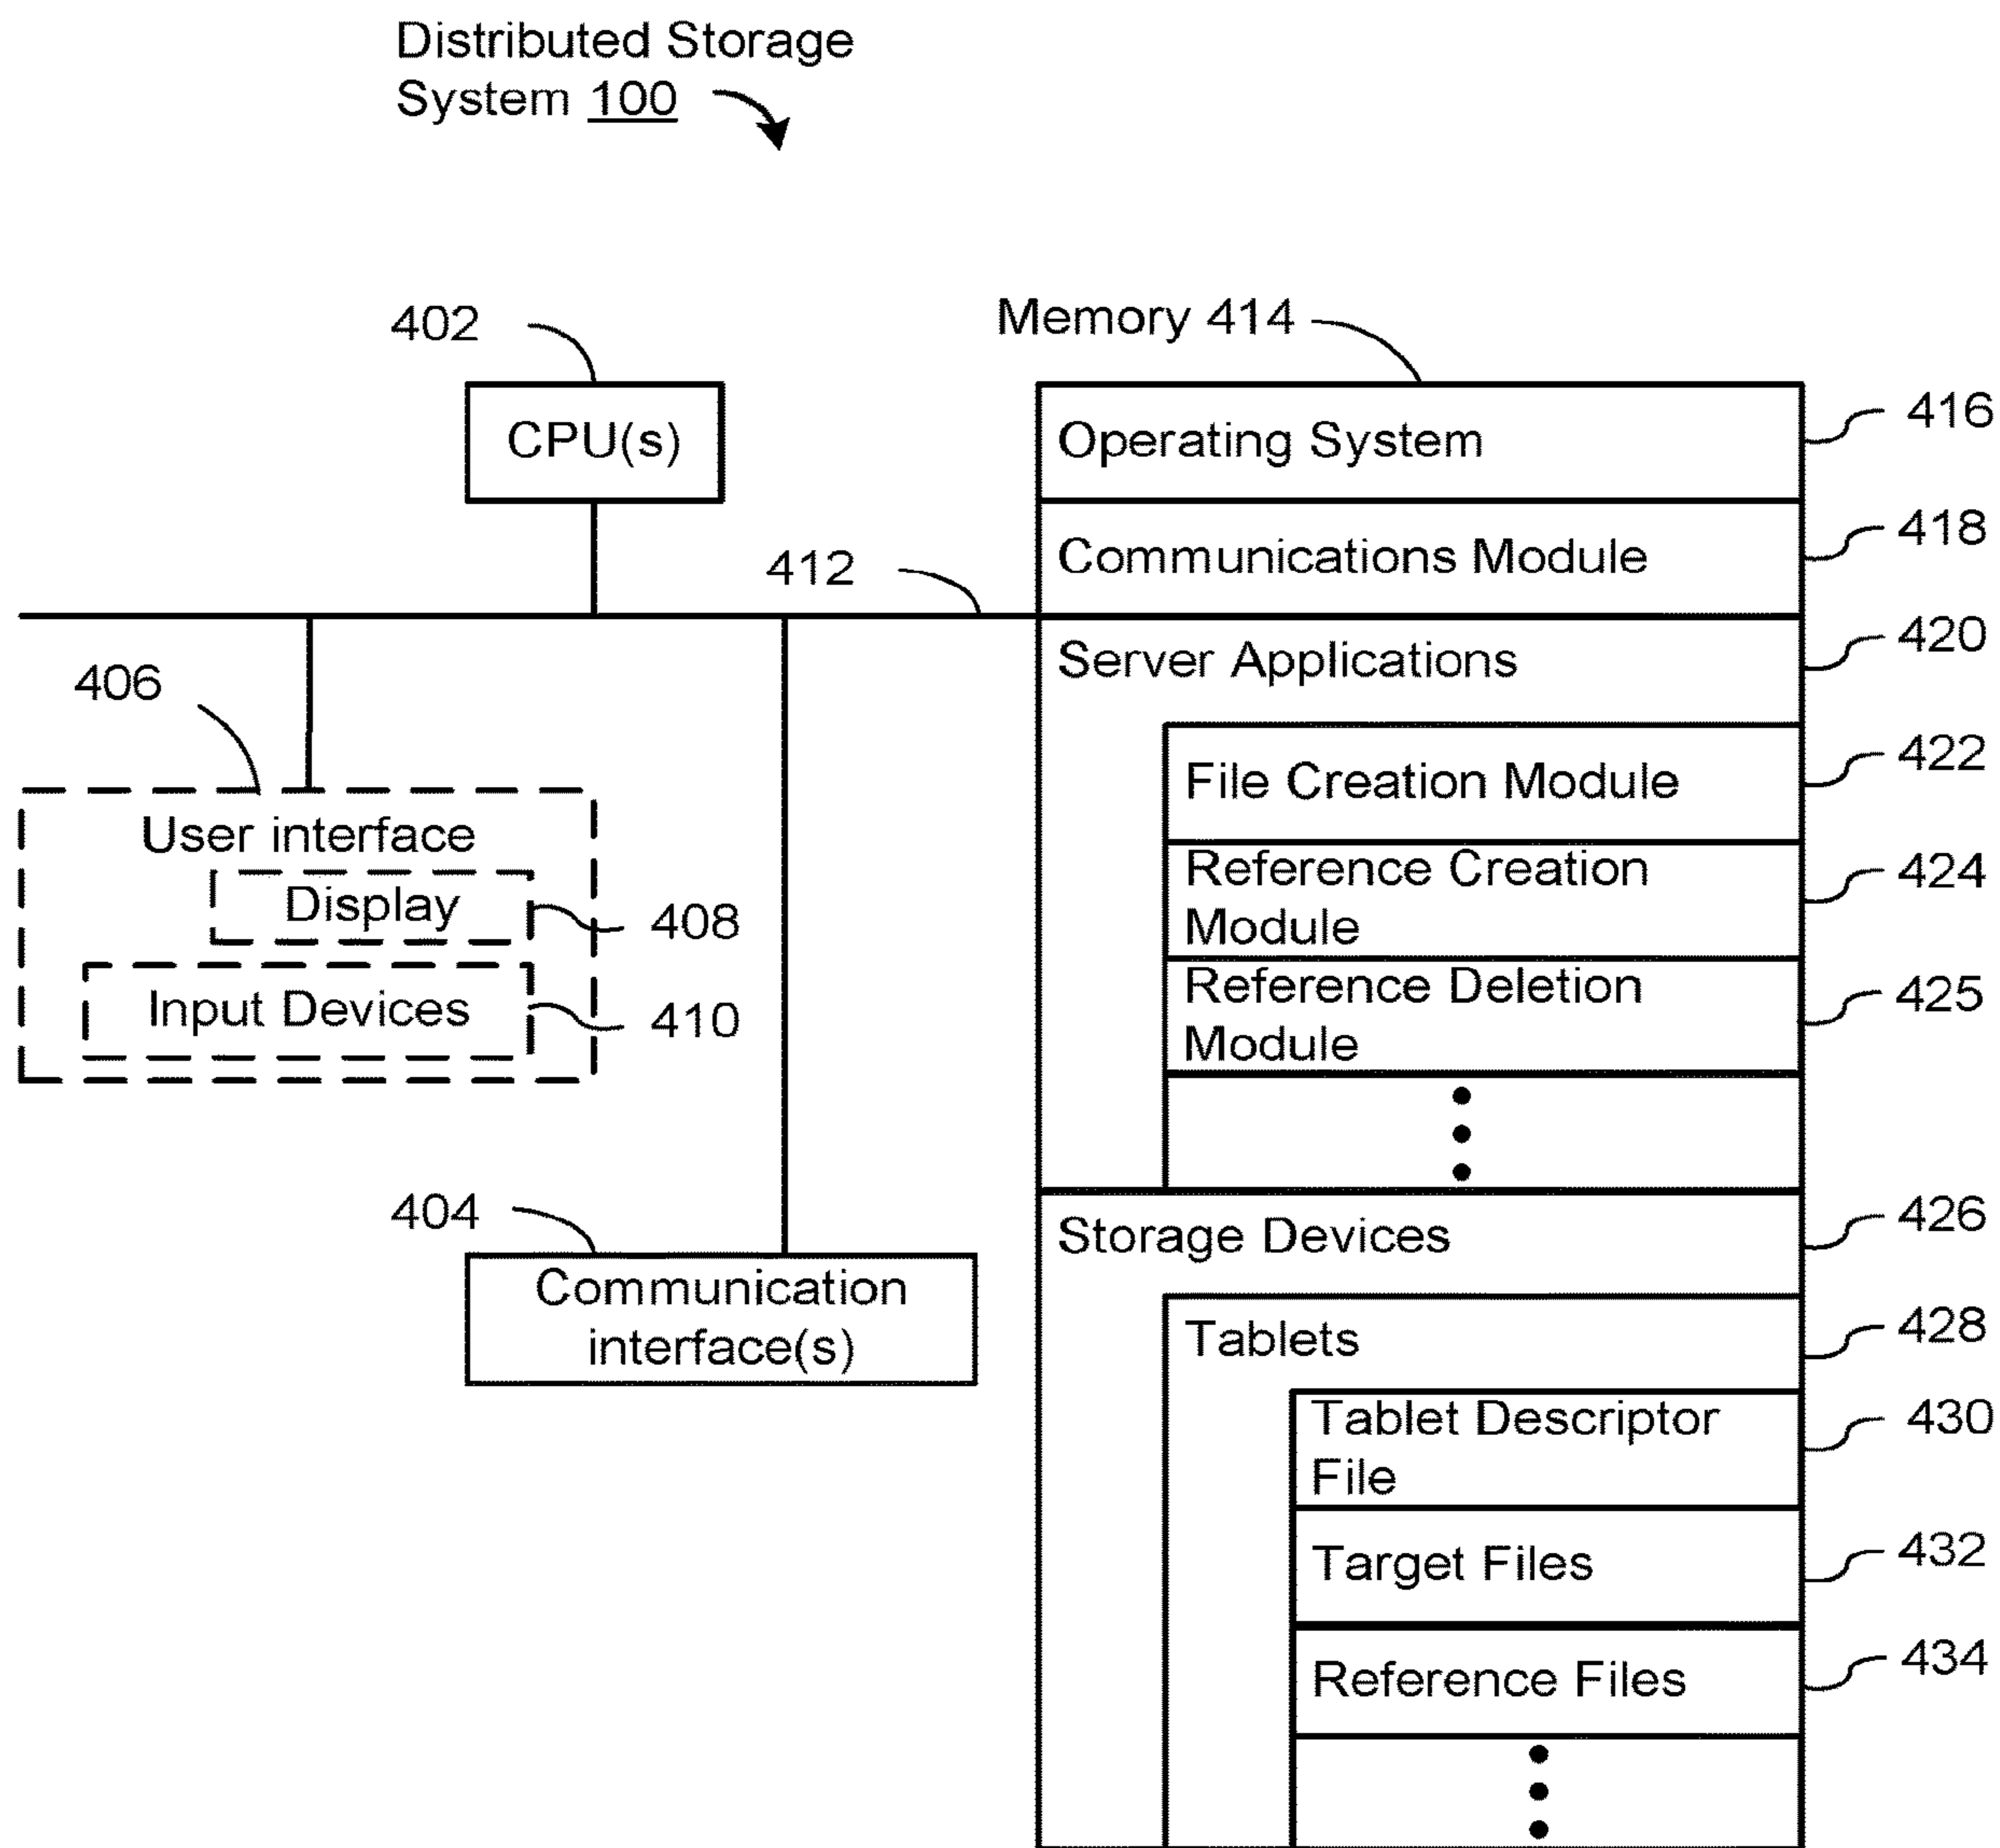 Distributed Storage
System 100
402
CPU(s)
412
406
User interface
Display
408
Input Devices
410
404
Communication
interface(s)
Memory 414
Operating System
416
Communications Module
418
Server Applications
420
File Creation Module
422
Reference Creation
Module
424
Reference Deletion
Module
425
Storage Devices
426
Tablets
428
Tablet Descriptor
File
430
Target Files
432
Reference Files
434